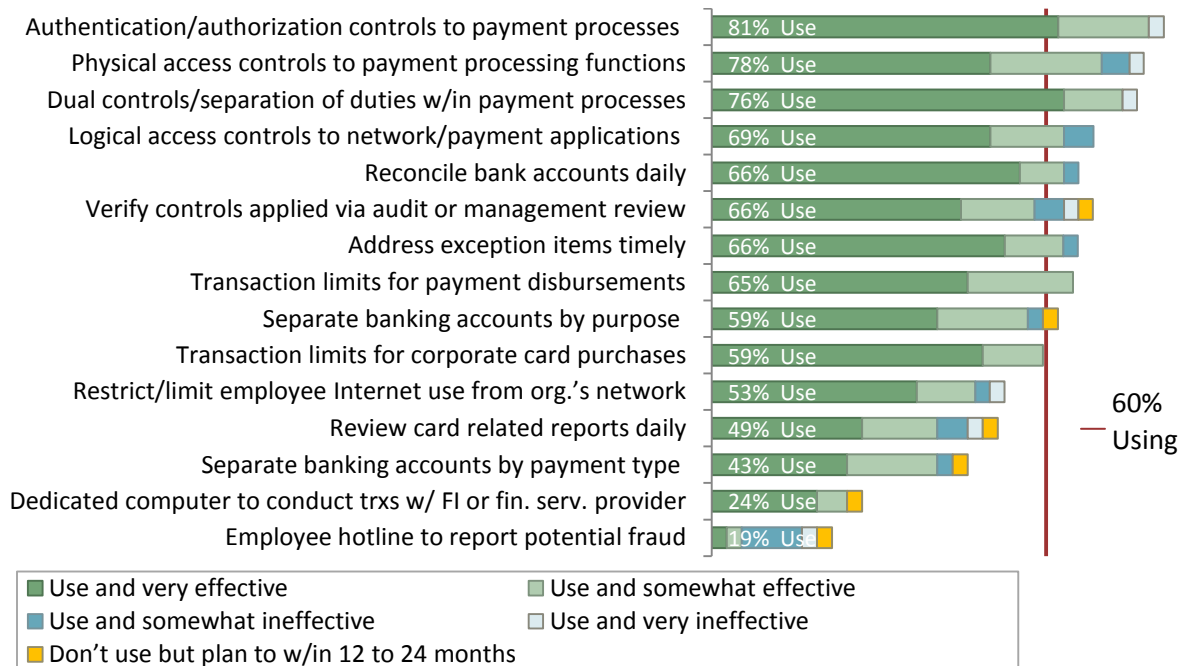 Authentication/authorization controls to payment processes 81% Use
Physical access controls to payment processing functions 78% Use
Dual controls/separation of duties w/in payment processes 76% Use
Logical access controls to network/payment applications 69% Use
Reconcile bank accounts daily 66% Use
Verify controls applied via audit or management review 66% Use
Address exception items timely 66% Use
Transaction limits for payment disbursements 65% Use
Separate banking accounts by purpose 59% Use
Transaction limits for corporate card purchases 59% Use
Restrict/limit employee Internet use from org.’s network 53% Use
Review card related reports daily 49% Use
Separate banking accounts by payment type 43% Use
Dedicated computer to conduct trxs w/ FI or fin. serv. provider 24% Use
Employee hotline to report potential fraud 19% Use
60%
Using
Use and very effective
Use and somewhat effective
Use and somewhat ineffective
Use and very ineffective
Don’t use but plan to w/in 12 to 24 months